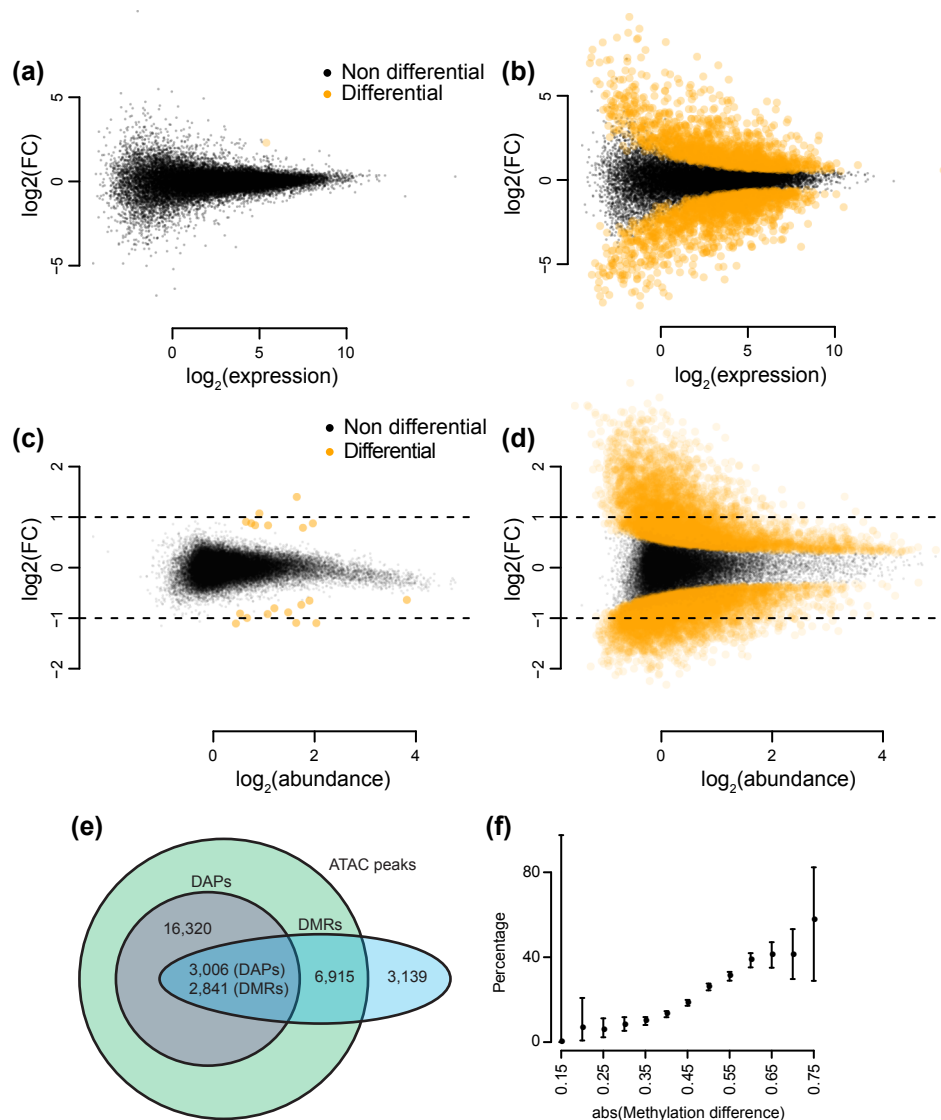 (a)
Non differential
Differential
log2(FC)
5
0
−5
0 5 10
log2(expression)
(b)
log2(FC)
5
0
−5
0 5 10
log2(expression)
(c)
Non differential
Differential
log2(FC)
2
1
0
−1
−2
0 2 4
log2(abundance)
(d)
log2(FC)
2
1
0
−1
−2
0 2 4
log2(abundance)
(e)
ATAC peaks
DAPs
DMRs
16,320
3,006 (DAPs)
2,841 (DMRs)
6,915
3,139
(f)
Percentage
80
40
0
0.15 0.25 0.35 0.45 0.55 0.65 0.75
abs(Methylation difference)